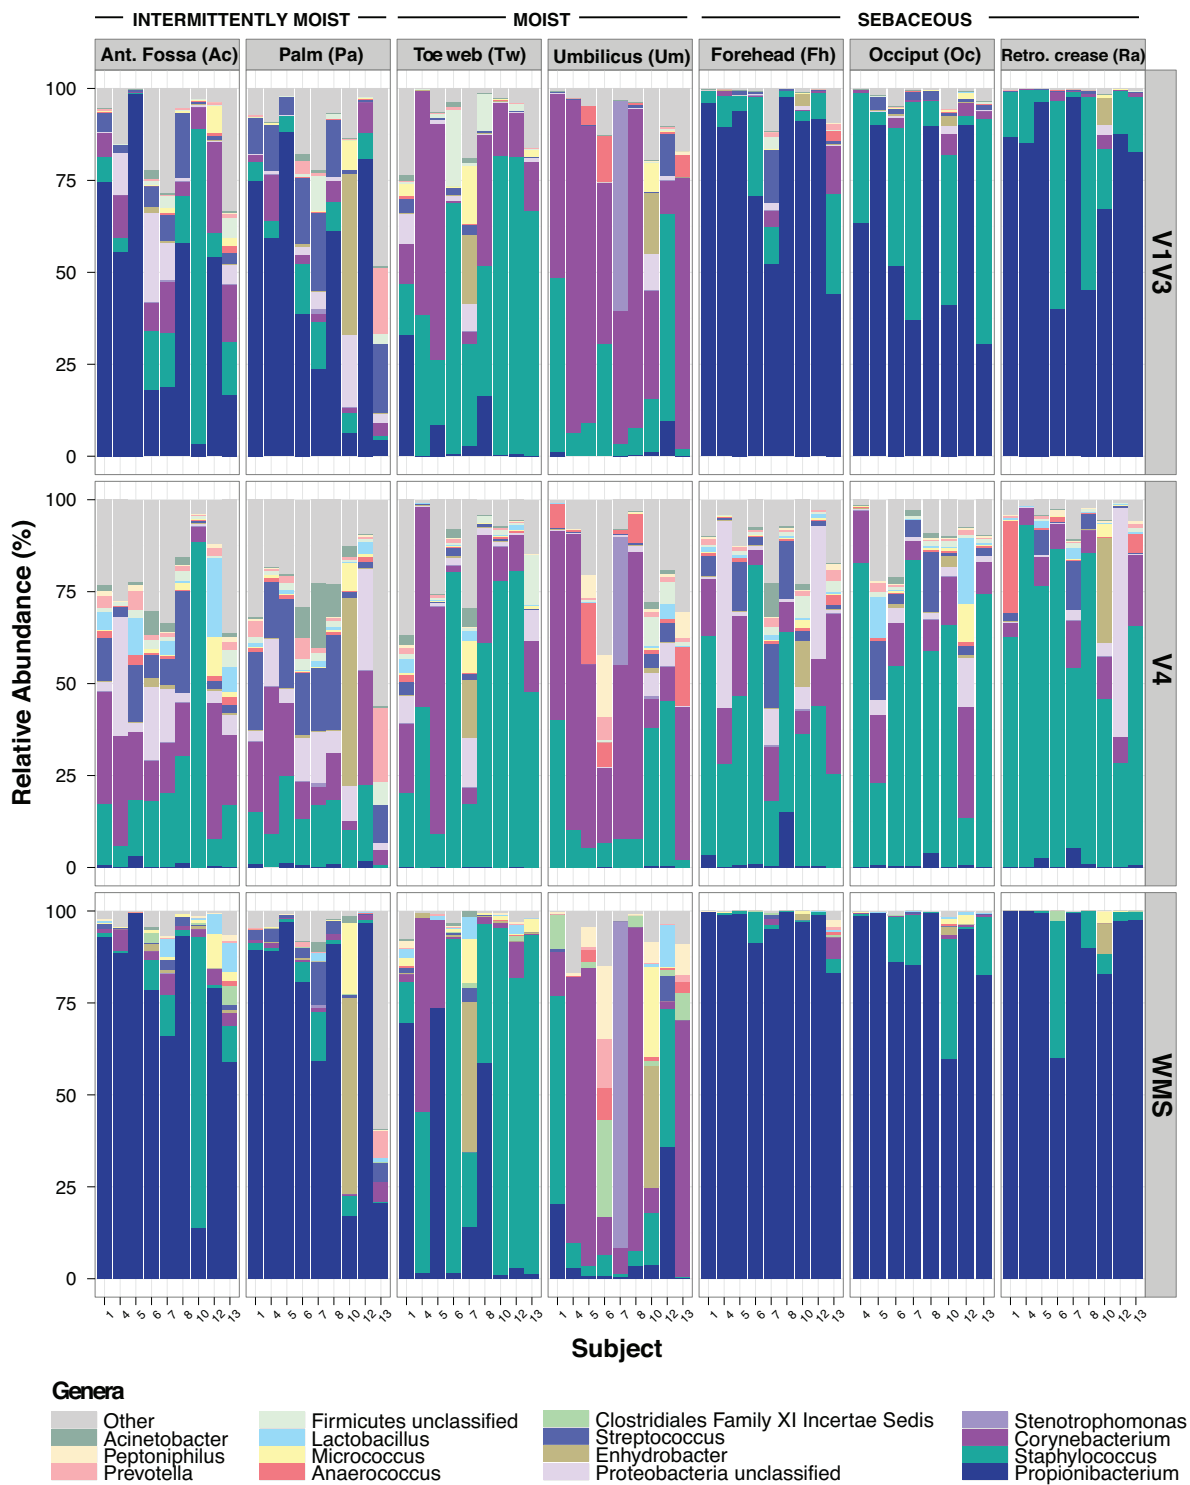 INTERMITTENTLY MOIST MOIST SEBACEOUS
Ant. Fossa (Ac) Palm (Pa) Toe web (Tw) Umbilicus (Um) Forehead (Fh) Occiput (Oc) Retro. crease (Ra)
100
75
50
25
0
V1V3
100
75
50
25
0
V4
100
75
50
25
0
WMS
Relative Abundance (%)
1 4 5 6 7 8 10 12 13 1 4 5 6 7 8 10 12 13 1 4 5 6 7 8 10 12 13 1 4 5 6 7 8 10 12 13 1 4 5 6 7 8 10 12 13 4 5 6 7 8 10 12 13 1 4 5 6 7 8 10 12 13
Subject
Genera
Other Firmicutes unclassified Clostridiales Family XI Incertae Sedis Stenotrophomonas
Acinetobacter Lactobacillus Streptococcus Corynebacterium
Peptoniphilus Micrococcus Enhydrobacter Staphylococcus
Prevotella Anaerococcus Proteobacteria unclassified Propionibacterium